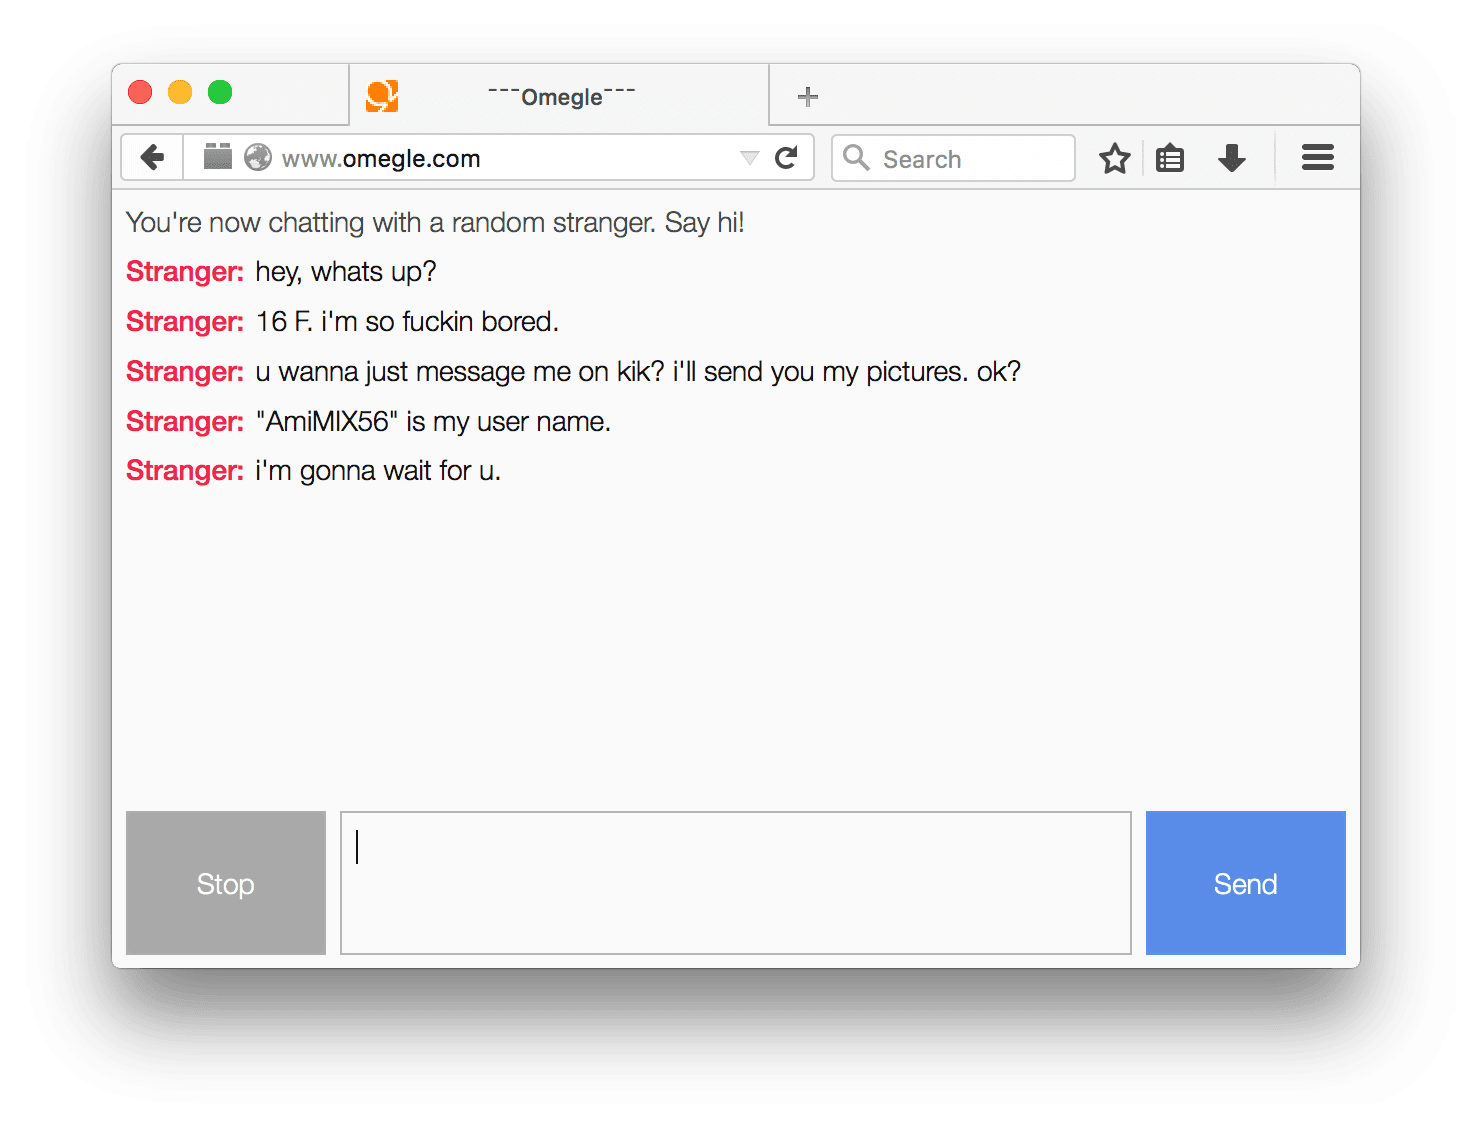 ---Omegle---
www.omegle.com
Search
You're now chatting with a random stranger. Say hi!
Stranger: hey, whats up?
Stranger: 16 F. i'm so fuckin bored.
Stranger: u wanna just message me on kik? i'll send you my pictures. ok?
Stranger: "AmiMIX56" is my user name.
Stranger: i'm gonna wait for u.
Stop
Send